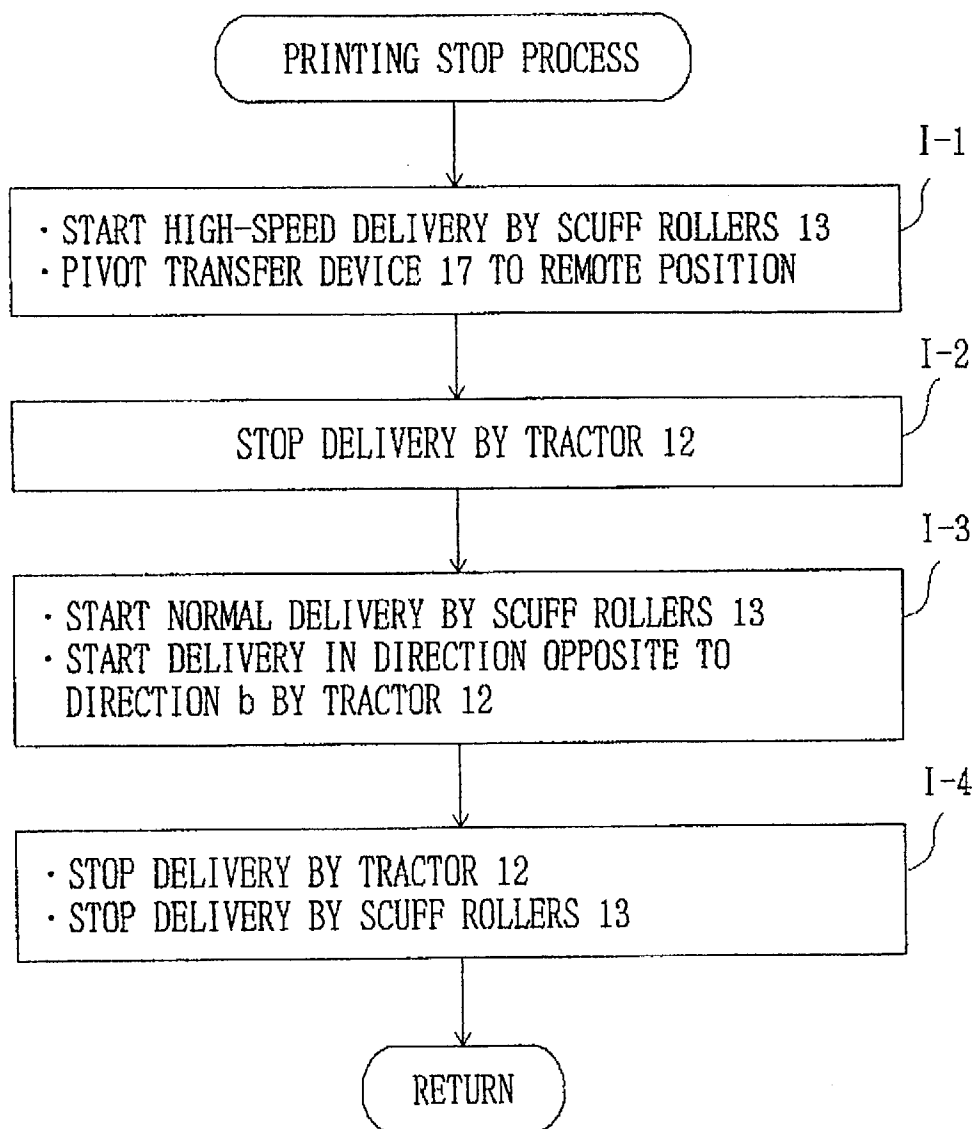 PRINTING STOP PROCESS
I-1
· START HIGH-SPEED DELIVERY BY SCUFF ROLLERS 13
· PIVOT TRANSFER DEVICE 17 TO REMOTE POSITION
I-2
STOP DELIVERY BY TRACTOR 12
I-3
· START NORMAL DELIVERY BY SCUFF ROLLERS 13
· START DELIVERY IN DIRECTION OPPOSITE TO
DIRECTION b BY TRACTOR 12
I-4
· STOP DELIVERY BY TRACTOR 12
· STOP DELIVERY BY SCUFF ROLLERS 13
RETURN